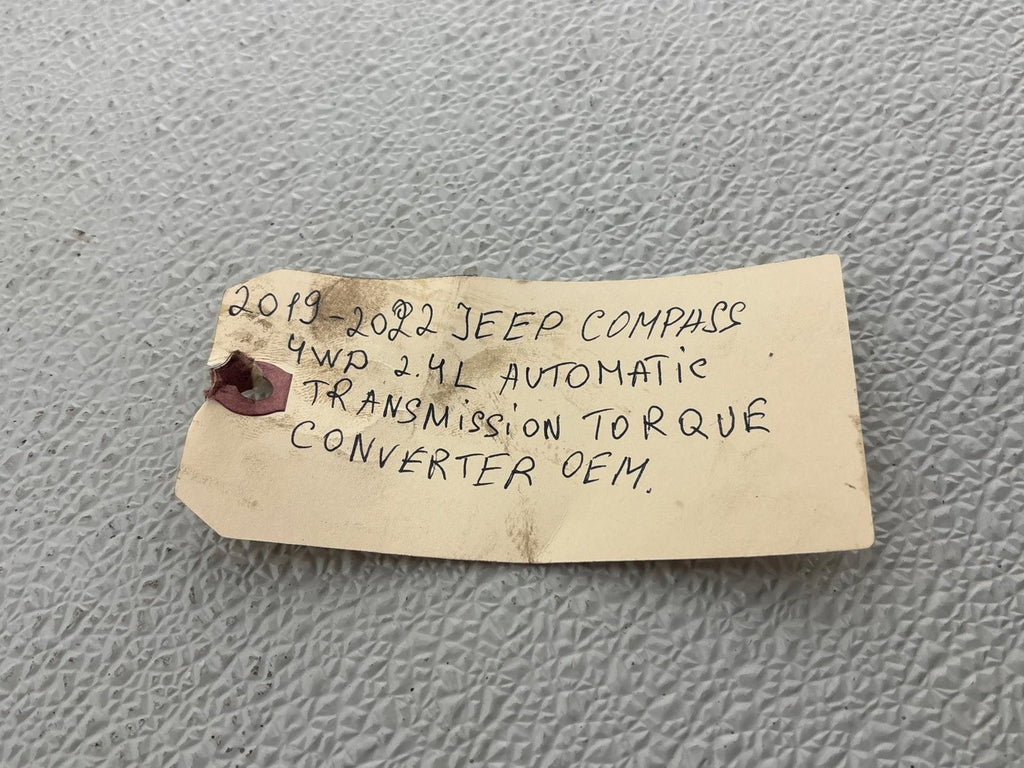 2019-2022 JEEP COMPASS
4WD 2.4L AUTOMATiC
TRANSMiSSiON TORQUE
CONVERTER OEM.